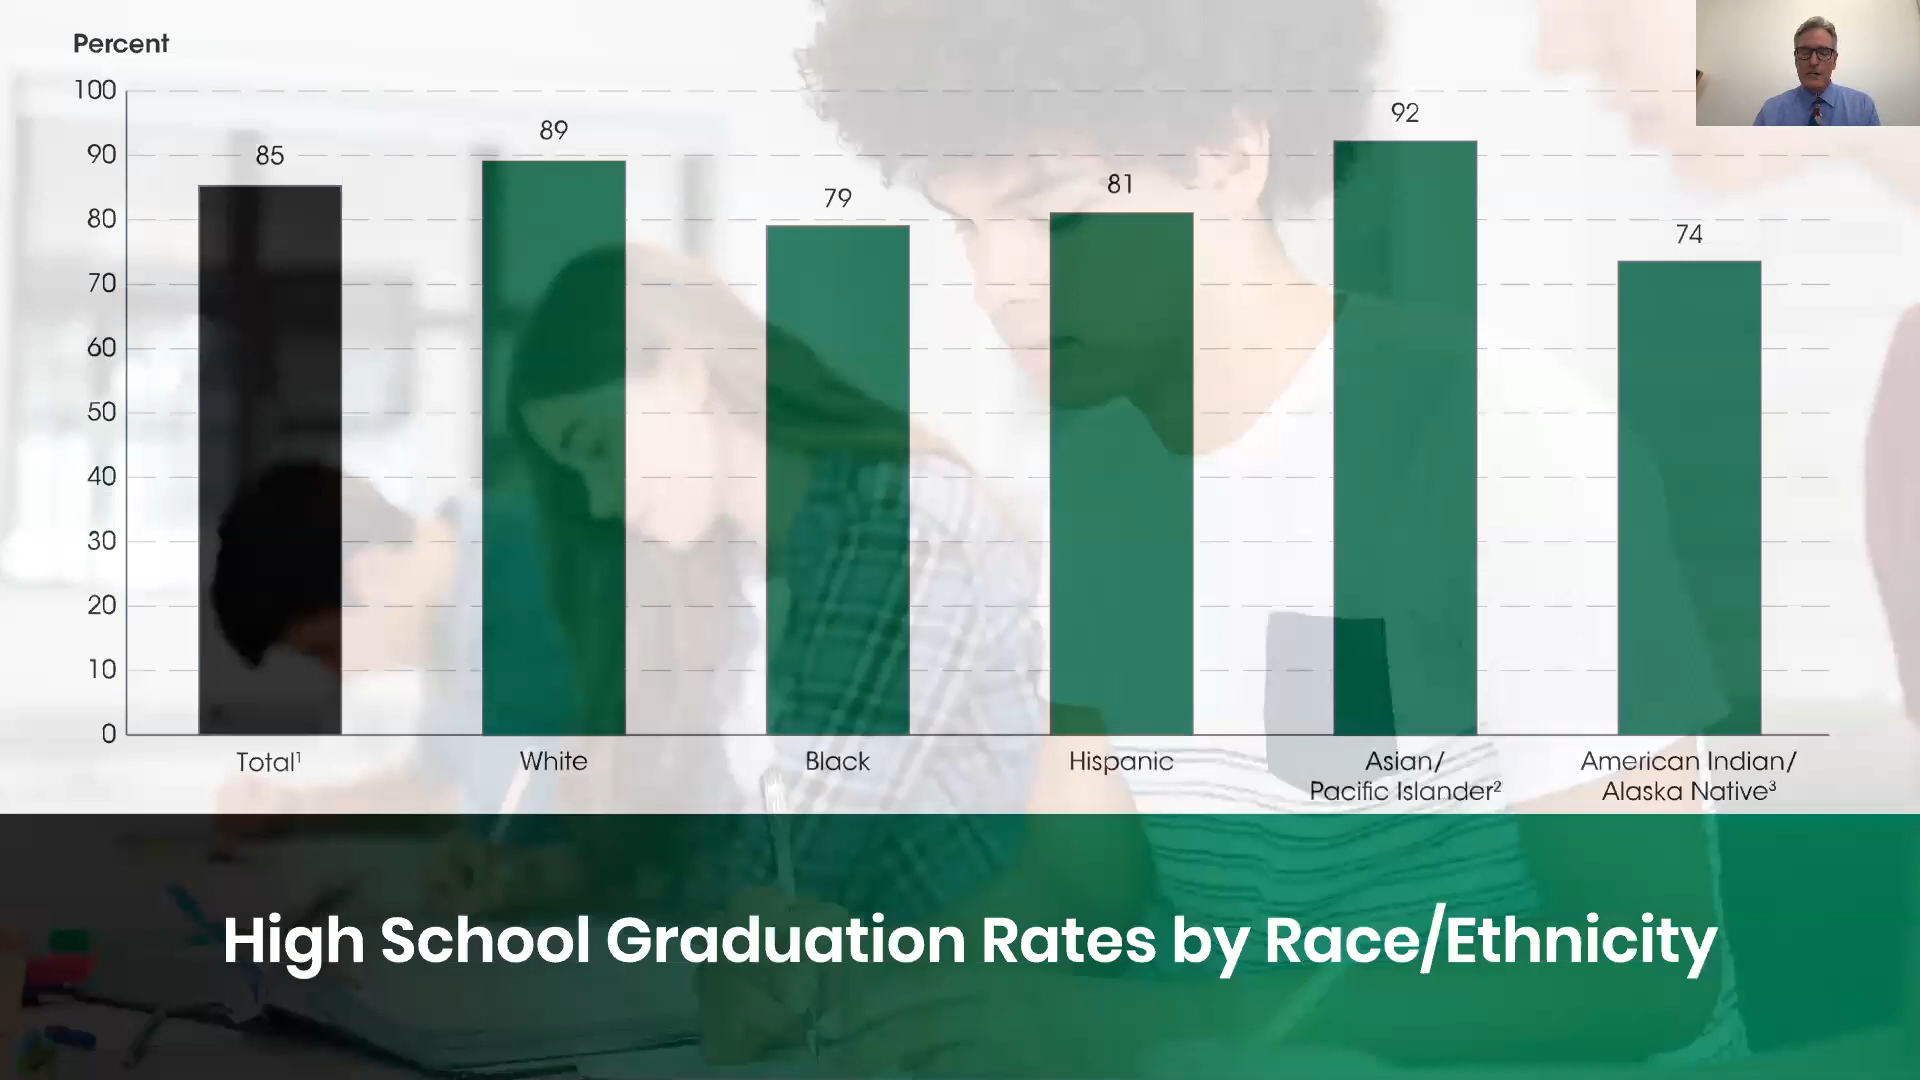 Percent
100
90
80
70
60
50
40
30
20
10
0
85
89
79
81
92
74
Total¹
White
Black
Hispanic
Asian/
Pacific Islander²
American Indian/
Alaska Native³
High School Graduation Rates by Race/Ethnicity